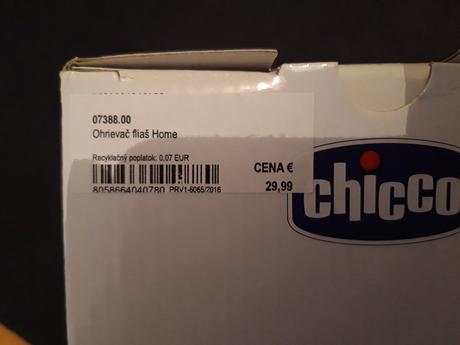 07388.00
Ohrievač fliaš Home
Recyklačný poplatok: 0,07 EUR
CENA €
8058664040780 PRV1-6065/2016
29,99
chicco